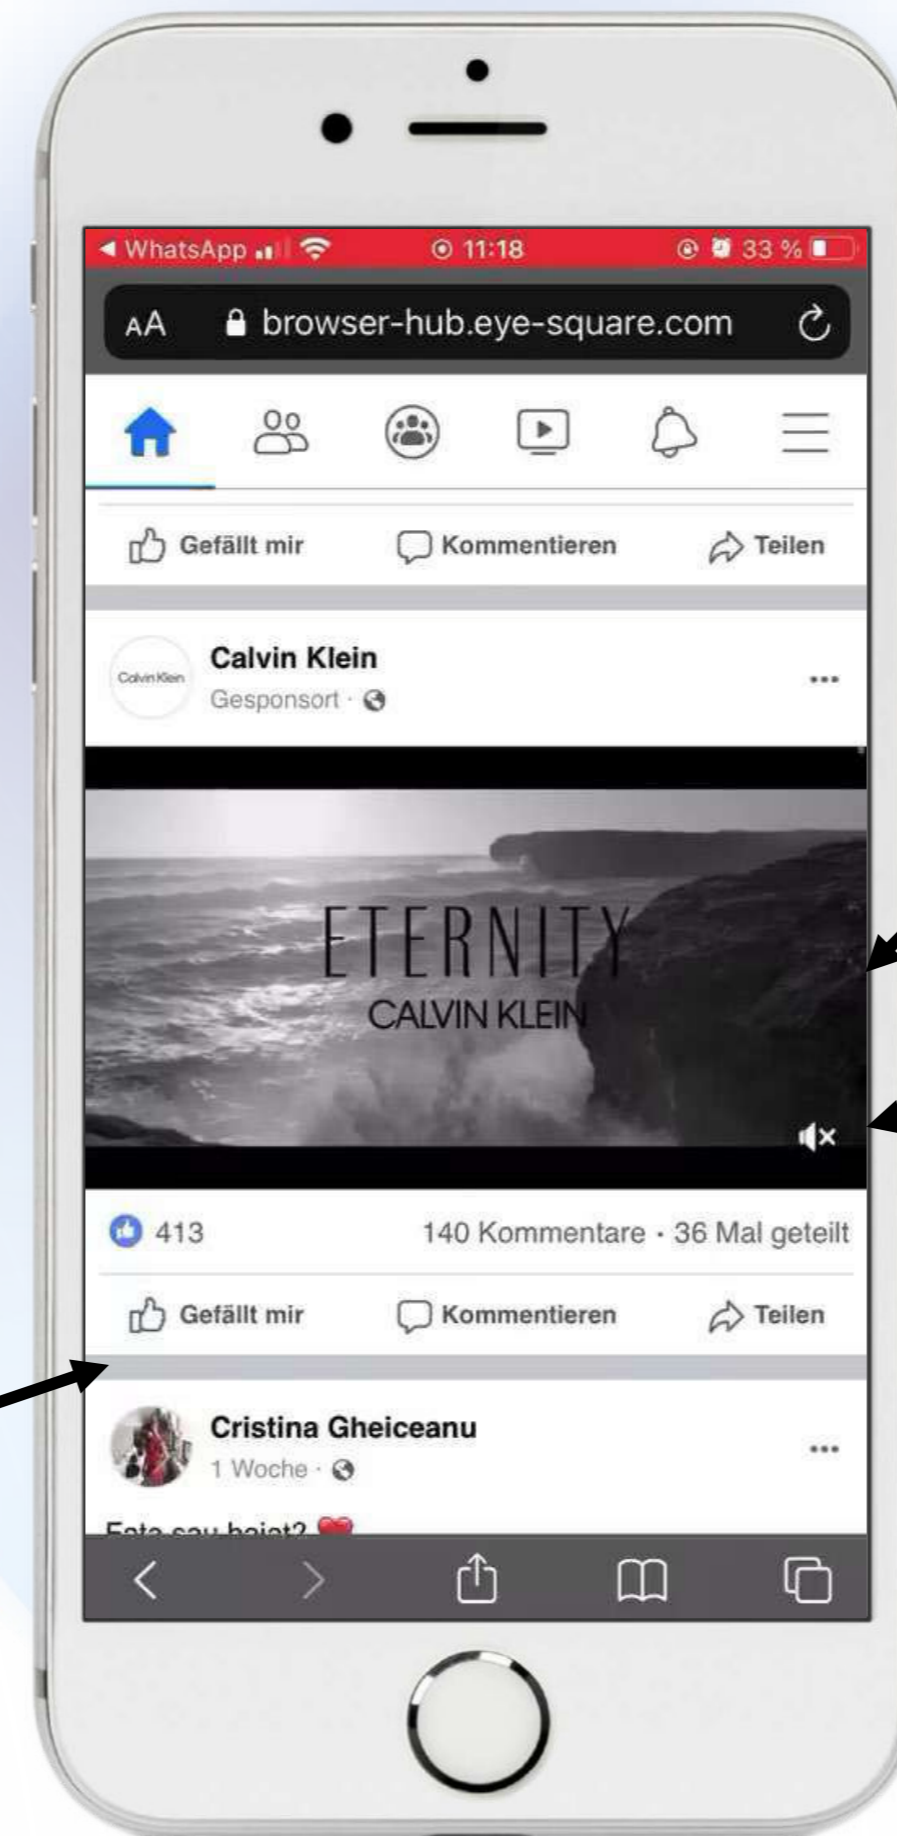 WhatsApp 11:18 33 %
AA browser-hub.eye-square.com
Gefällt mir Kommentieren Teilen
Calvin Klein
Calvin Klein
Gesponsort ·
ETERNITY
CALVIN KLEIN
413 140 Kommentare · 36 Mal geteilt
Gefällt mir Kommentieren Teilen
Cristina Gheiceanu
1 Woche ·
sau